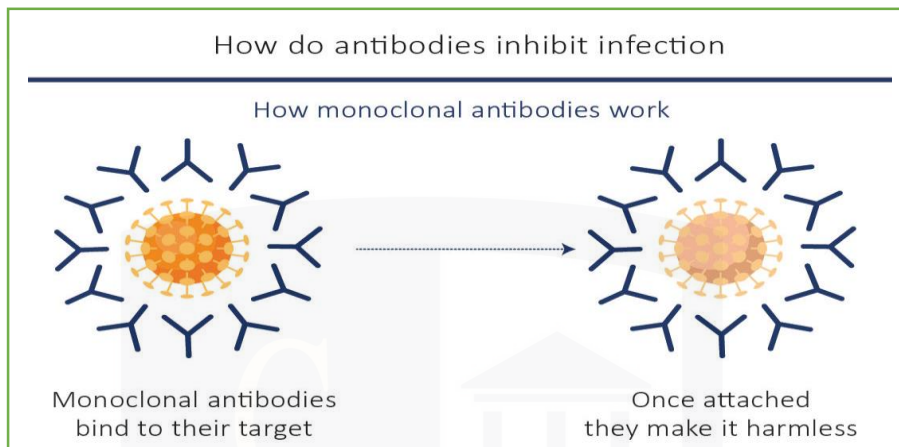 How do antibodies inhibit infection
How monoclonal antibodies work
Monoclonal antibodies
bind to their target
Once attached
they make it harmless